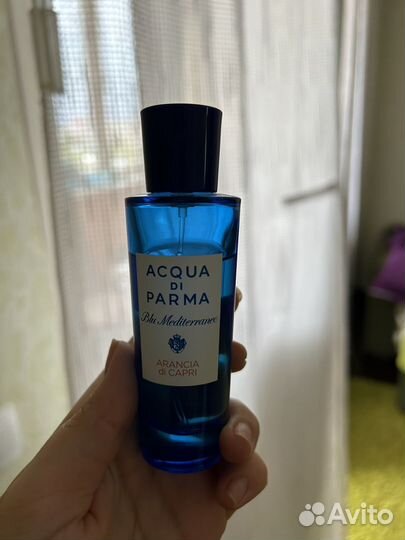 ACQUA
DI
PARMA
Blu Mediterraneo
ARANCIA
di CAPRI
Avito